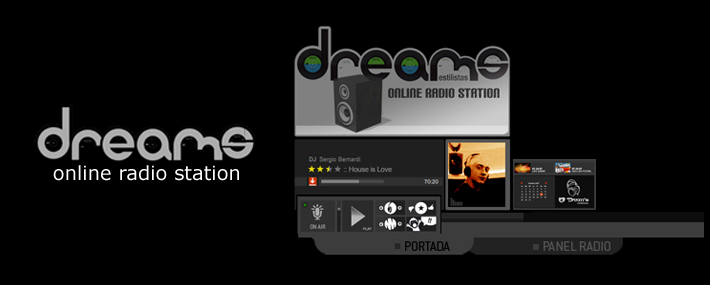 dreams
online radio station
dreams
estilistas
ONLINE RADIO STATION
DJ Sergio Bernardi
:: House is Love
70:20
ON AIR
PLAY
PORTADA
PANEL RADIO